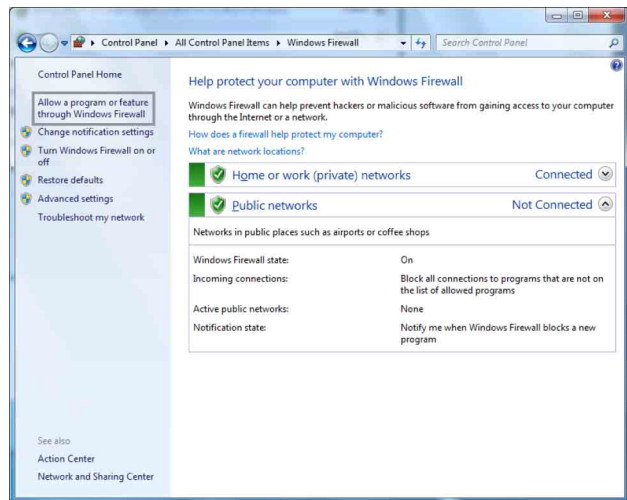 Control Panel ▸ All Control Panel Items ▸ Windows Firewall
Search Control Panel
Control Panel Home
Allow a program or feature
through Windows Firewall
Change notification settings
Turn Windows Firewall on or
off
Restore defaults
Advanced settings
Troubleshoot my network
See also
Action Center
Network and Sharing Center
Help protect your computer with Windows Firewall
Windows Firewall can help prevent hackers or malicious software from gaining access to your computer
through the Internet or a network.
How does a firewall help protect my computer?
What are network locations?
Home or work (private) networks Connected
Public networks Not Connected
Networks in public places such as airports or coffee shops
Windows Firewall state: On
Incoming connections: Block all connections to programs that are not on
the list of allowed programs
Active public networks: None
Notification state: Notify me when Windows Firewall blocks a new
program